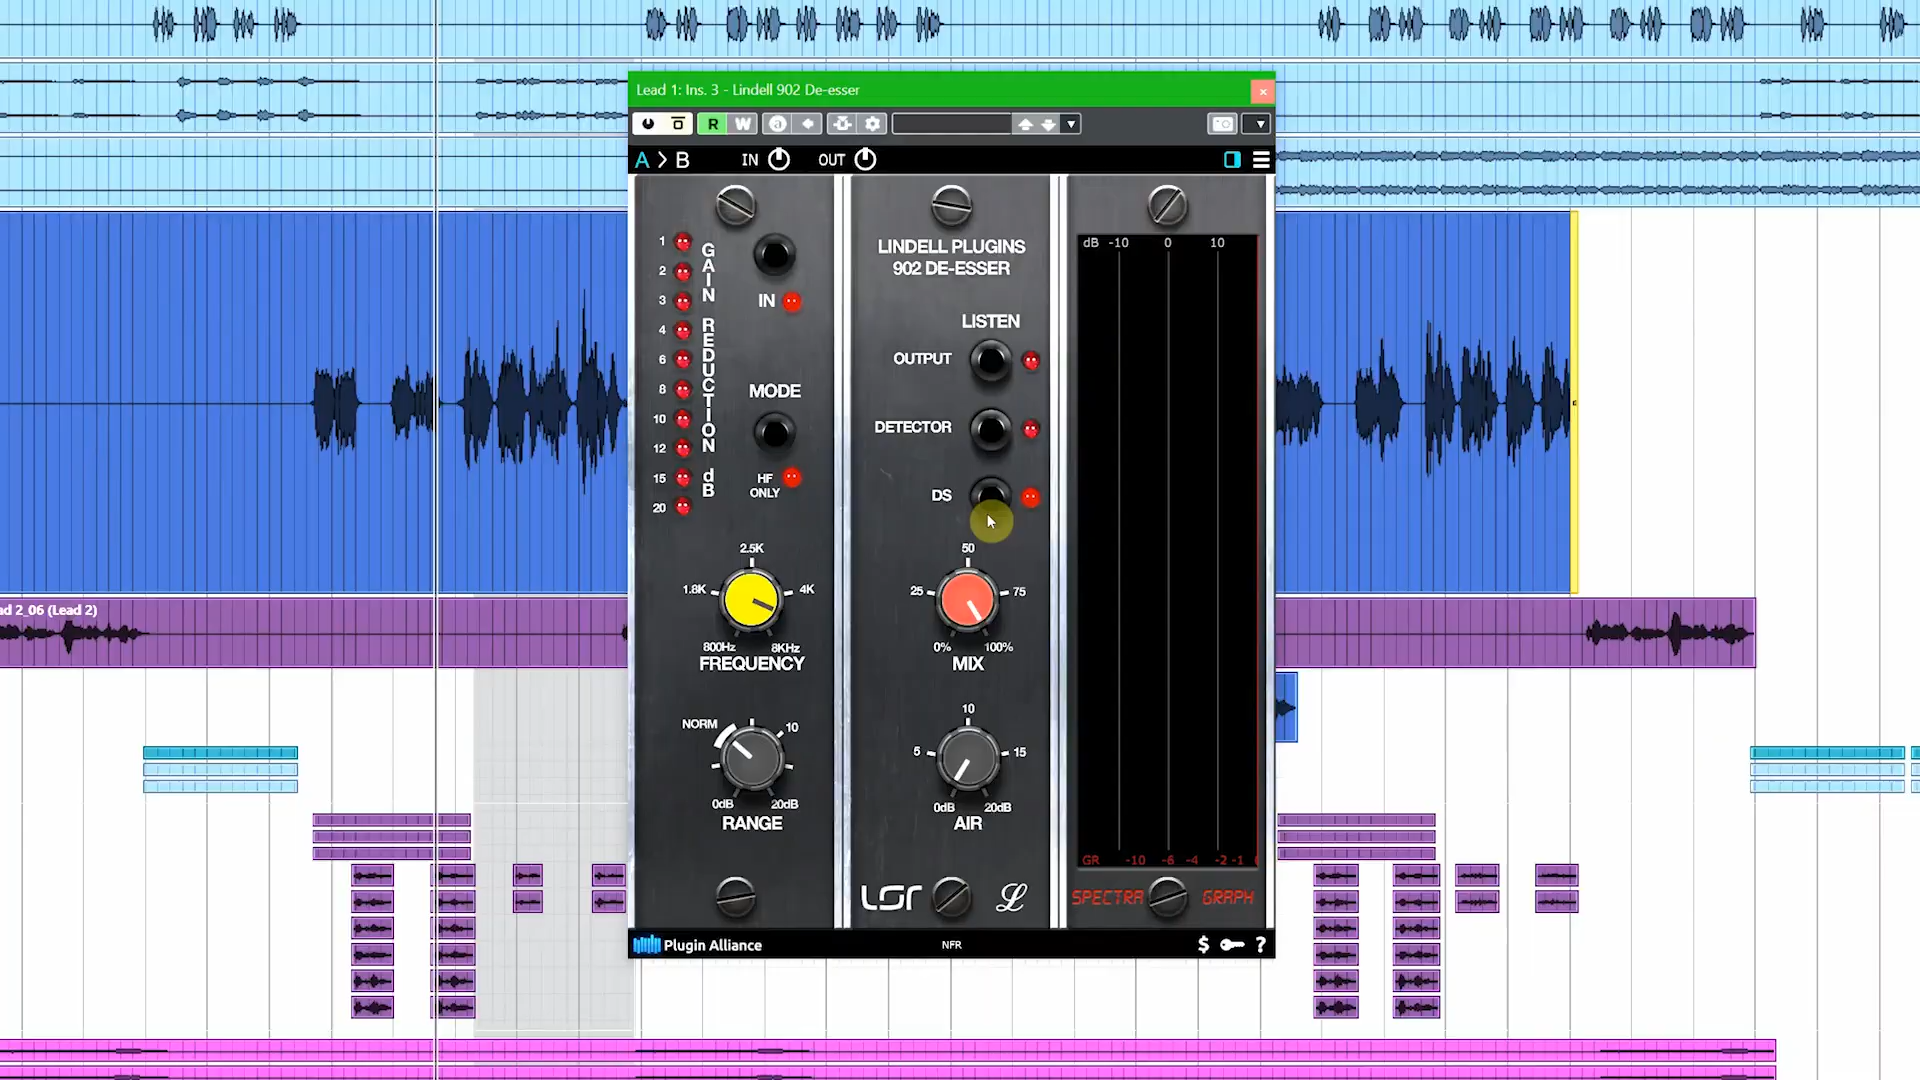 Lead 1: Ins. 3 - Lindell 902 De-esser
R W
A > B IN OUT
1
2
3
4
6
8
10
12
15
20
GAIN REDUCTION dB
IN
MODE
HF ONLY
2.5K
1.8K
4K
800Hz
8KHz
FREQUENCY
NORM
10
0dB
20dB
RANGE
LINDELL PLUGINS
902 DE-ESSER
LISTEN
OUTPUT
DETECTOR
DS
50
25
75
0%
100%
MIX
10
5
15
0dB
20dB
AIR
LSR
L
dB -10 0 10
GR -10 -6 -4 -2 -1
SPECTRA GRAPH
Plugin Alliance
NFR
$ ?
ad 2_06 (Lead 2)